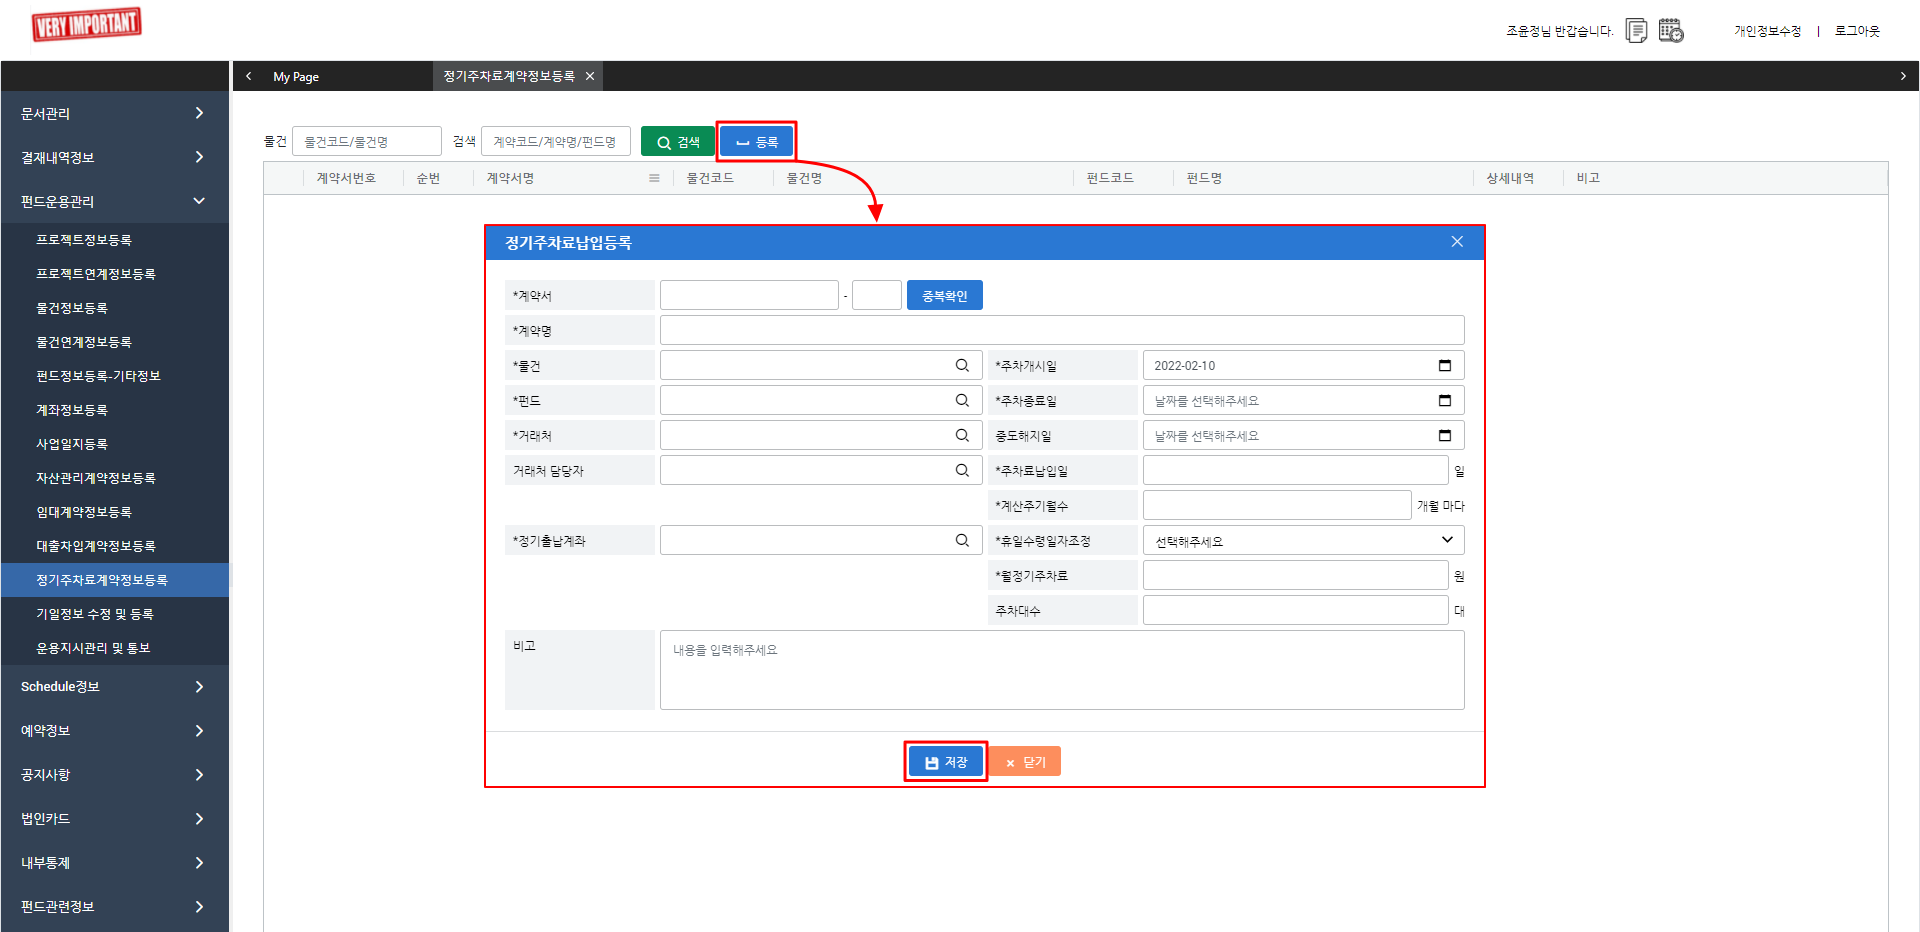 VERY IMPORTANT
조윤정님 반갑습니다.
개인정보수정 | 로그아웃
My Page
정기주차료계약정보등록
문서관리
결재내역정보
펀드운용관리
프로젝트정보등록
프로젝트연계정보등록
물건정보등록
물건연계정보등록
펀드정보등록-기타정보
계좌정보등록
사업일지등록
자산관리계약정보등록
임대계약정보등록
대출차입계약정보등록
정기주차료계약정보등록
기일정보 수정 및 등록
운용지시관리 및 통보
Schedule정보
예약정보
공지사항
법인카드
내부통제
펀드관련정보
물건 물건코드/물건명 검색 계약코드/계약명/펀드명 검색 등록
계약서번호 순번 계약서명 물건코드 물건명 펀드코드 펀드명 상세내역 비고
정기주차료납입등록
*계약서 - 중복확인
*계약명
*물건 *주차개시일 2022-02-10
*펀드 *주차종료일 날짜를 선택해주세요
*거래처 중도해지일 날짜를 선택해주세요
거래처 담당자 *주차료납입일 일
*계산주기월수 개월 마다
*정기출납계좌 *휴일수령일자조정 선택해주세요
*월정기주차료 원
주차대수 대
비고 내용을 입력해주세요
저장 닫기